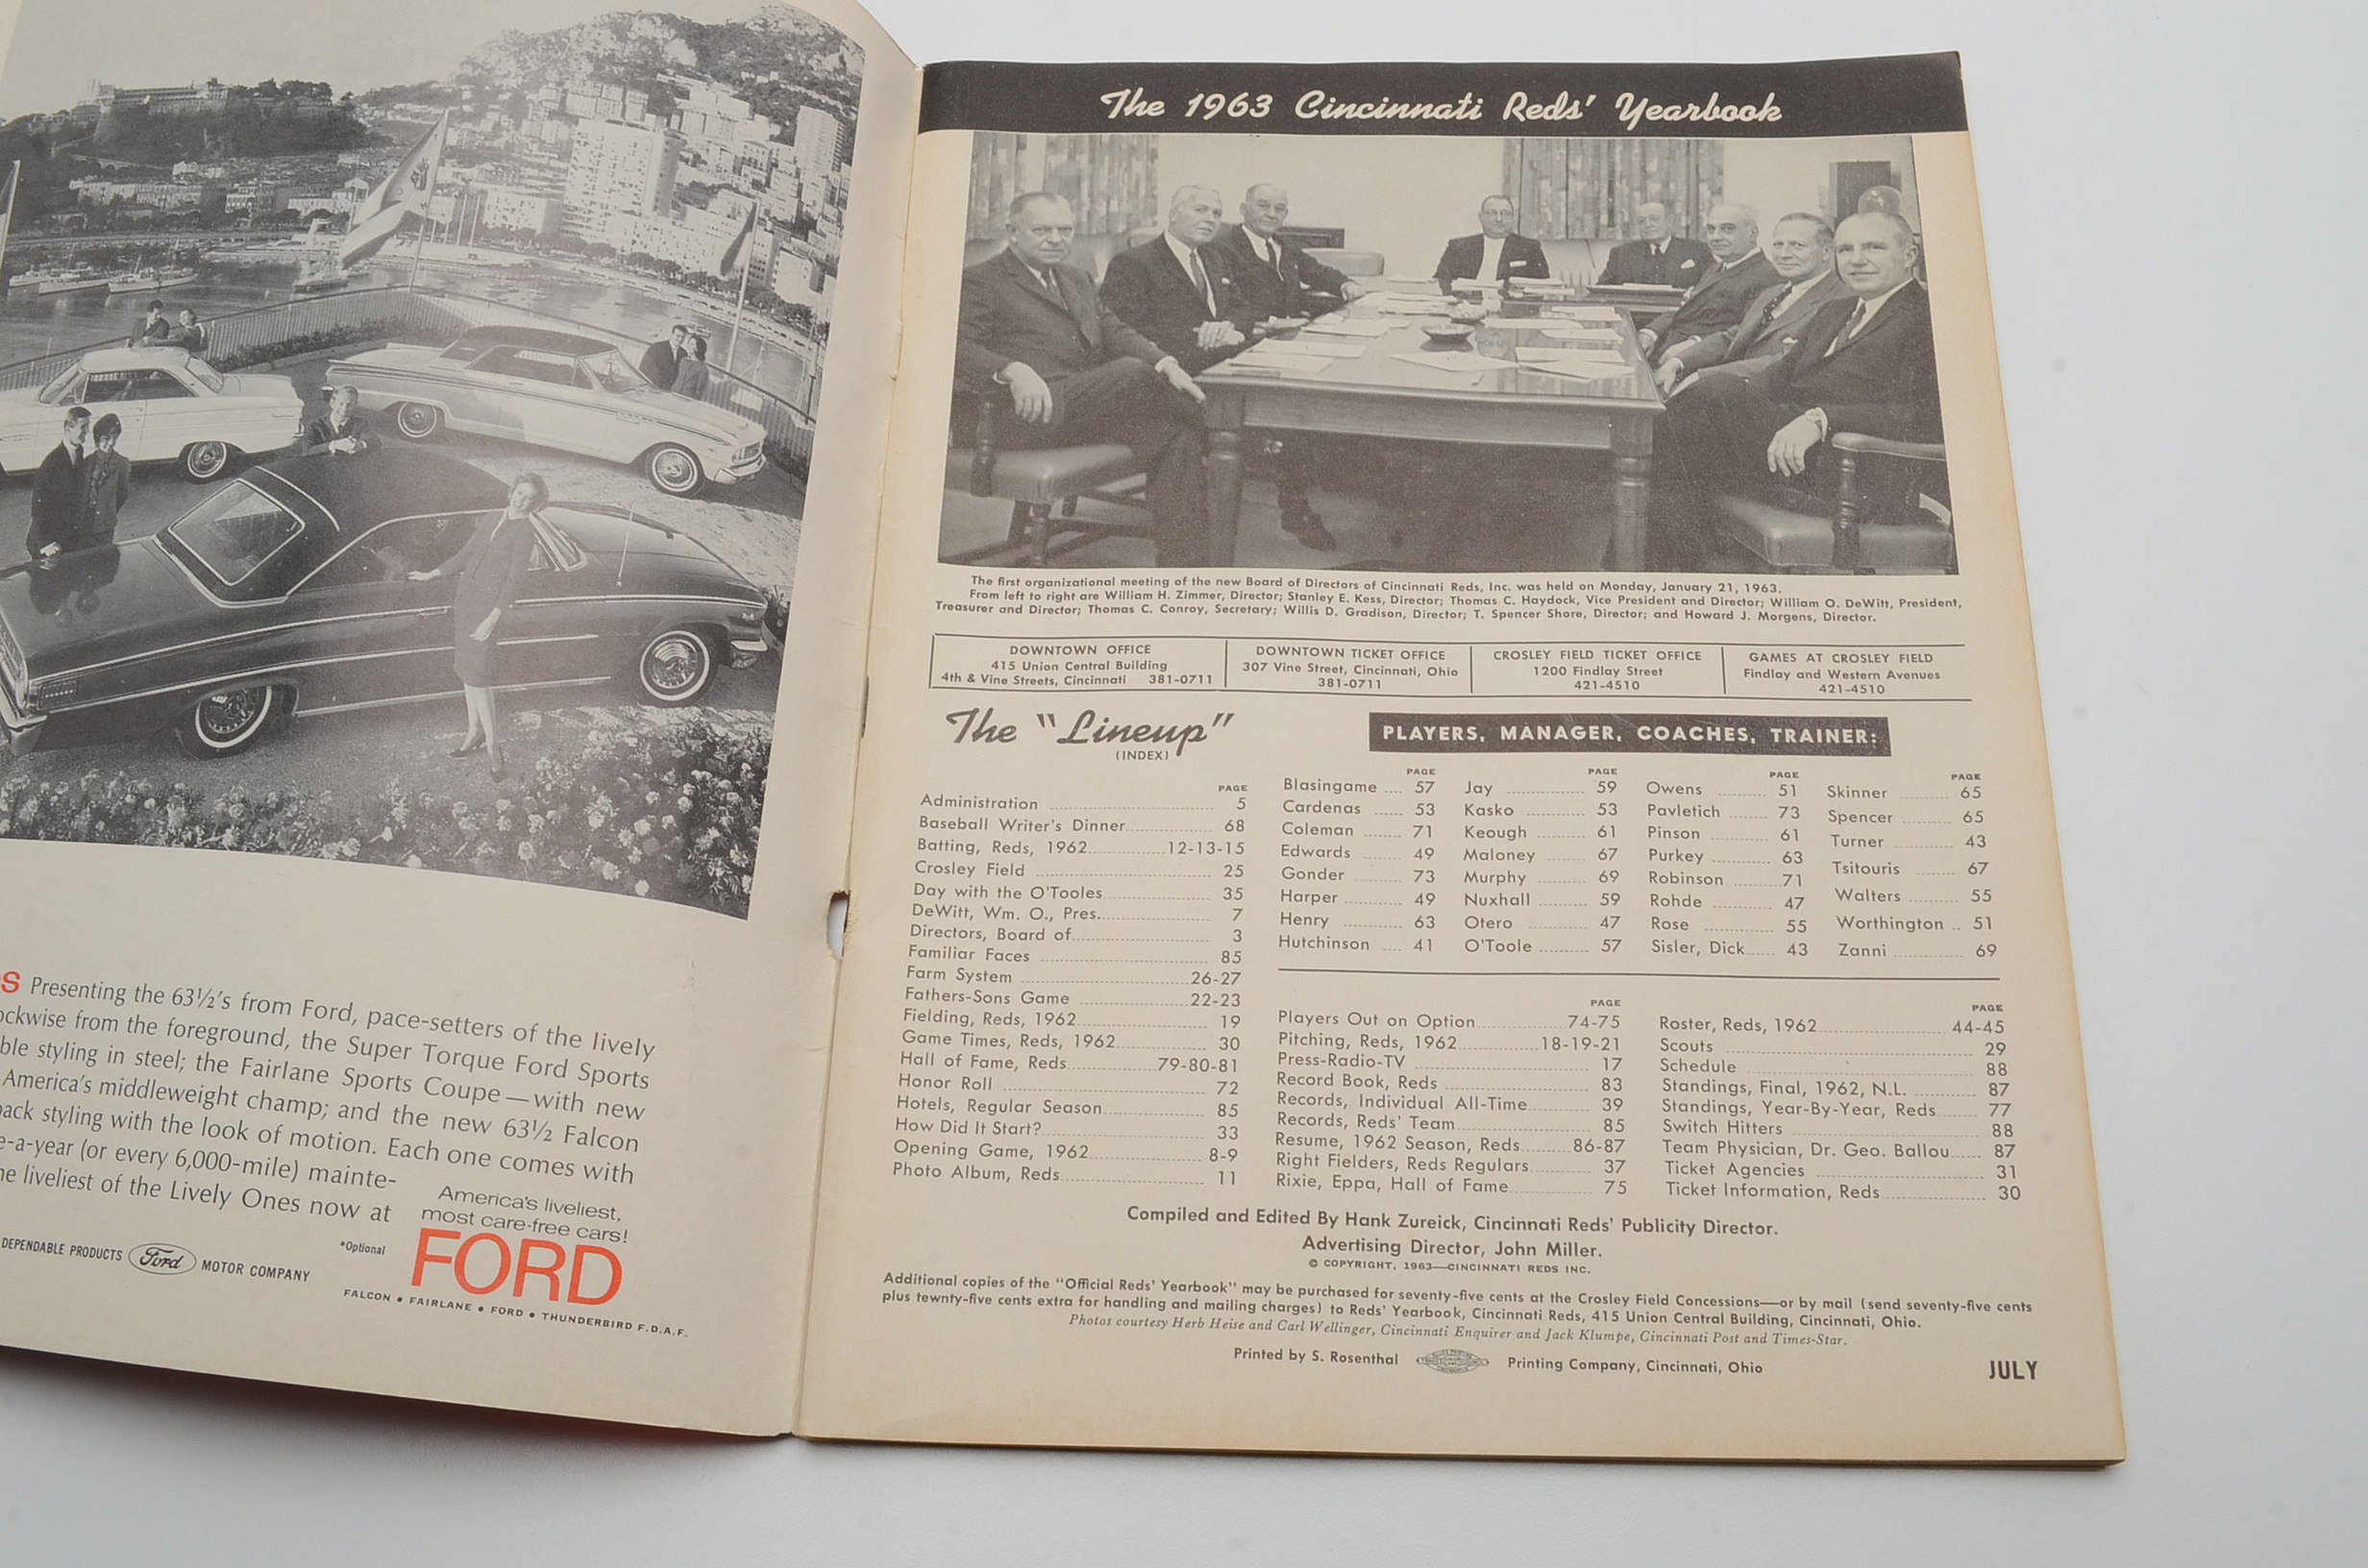 S Presenting the 63½'s from Ford, pace-setters of the lively
ockwise from the foreground, the Super Torque Ford Sports
ble styling in steel; the Fairlane Sports Coupe—with new
America's middleweight champ; and the new 63½ Falcon
back styling with the look of motion. Each one comes with
e-a-year (or every 6,000-mile) mainte-
he liveliest of the Lively Ones now at
America's liveliest,
most care-free cars!
*Optional
FORD
DEPENDABLE PRODUCTS Ford MOTOR COMPANY
FALCON • FAIRLANE • FORD • THUNDERBIRD F.D.A.F.
The 1963 Cincinnati Reds' Yearbook
The first organizational meeting of the new Board of Directors of Cincinnati Reds, Inc. was held on Monday, January 21, 1963.
From left to right are William H. Zimmer, Director; Stanley E. Kess, Director; Thomas C. Haydock, Vice President and Director; William O. DeWitt, President,
Treasurer and Director; Thomas C. Conroy, Secretary; Willis D. Gradison, Director; T. Spencer Shore, Director; and Howard J. Morgens, Director.
DOWNTOWN OFFICE
415 Union Central Building
4th & Vine Streets, Cincinnati 381-0711
DOWNTOWN TICKET OFFICE
307 Vine Street, Cincinnati, Ohio
381-0711
CROSLEY FIELD TICKET OFFICE
1200 Findlay Street
421-4510
GAMES AT CROSLEY FIELD
Findlay and Western Avenues
421-4510
The "Lineup"
(INDEX)
PAGE
Administration 5
Baseball Writer's Dinner 68
Batting, Reds, 1962 12-13-15
Crosley Field 25
Day with the O'Tooles 35
DeWitt, Wm. O., Pres. 7
Directors, Board of 3
Familiar Faces 85
Farm System 26-27
Fathers-Sons Game 22-23
Fielding, Reds, 1962 19
Game Times, Reds, 1962 30
Hall of Fame, Reds 79-80-81
Honor Roll 72
Hotels, Regular Season 85
How Did It Start? 33
Opening Game, 1962 8-9
Photo Album, Reds 11
PLAYERS, MANAGER, COACHES, TRAINER:
PAGE
Blasingame 57
Cardenas 53
Coleman 71
Edwards 49
Gonder 73
Harper 49
Henry 63
Hutchinson 41
PAGE
Jay 59
Kasko 53
Keough 61
Maloney 67
Murphy 69
Nuxhall 59
Otero 47
O'Toole 57
PAGE
Owens 51
Pavletich 73
Pinson 61
Purkey 63
Robinson 71
Rohde 47
Rose 55
Sisler, Dick 43
PAGE
Skinner 65
Spencer 65
Turner 43
Tsitouris 67
Walters 55
Worthington 51
Zanni 69
PAGE
Players Out on Option 74-75
Pitching, Reds, 1962 18-19-21
Press-Radio-TV 17
Record Book, Reds 83
Records, Individual All-Time 39
Records, Reds' Team 85
Resume, 1962 Season, Reds 86-87
Right Fielders, Reds Regulars 37
Rixie, Eppa, Hall of Fame 75
PAGE
Roster, Reds, 1962 44-45
Scouts 29
Schedule 88
Standings, Final, 1962, N.L. 87
Standings, Year-By-Year, Reds 77
Switch Hitters 88
Team Physician, Dr. Geo. Ballou 87
Ticket Agencies 31
Ticket Information, Reds 30
Compiled and Edited By Hank Zureick, Cincinnati Reds' Publicity Director.
Advertising Director, John Miller.
© COPYRIGHT, 1963—CINCINNATI REDS INC.
Additional copies of the "Official Reds' Yearbook" may be purchased for seventy-five cents at the Crosley Field Concessions—or by mail (send seventy-five cents
plus tewnty-five cents extra for handling and mailing charges) to Reds' Yearbook, Cincinnati Reds, 415 Union Central Building, Cincinnati, Ohio.
Photos courtesy Herb Heise and Carl Wellinger, Cincinnati Enquirer and Jack Klumpe, Cincinnati Post and Times-Star.
Printed by S. Rosenthal Printing Company, Cincinnati, Ohio
JULY